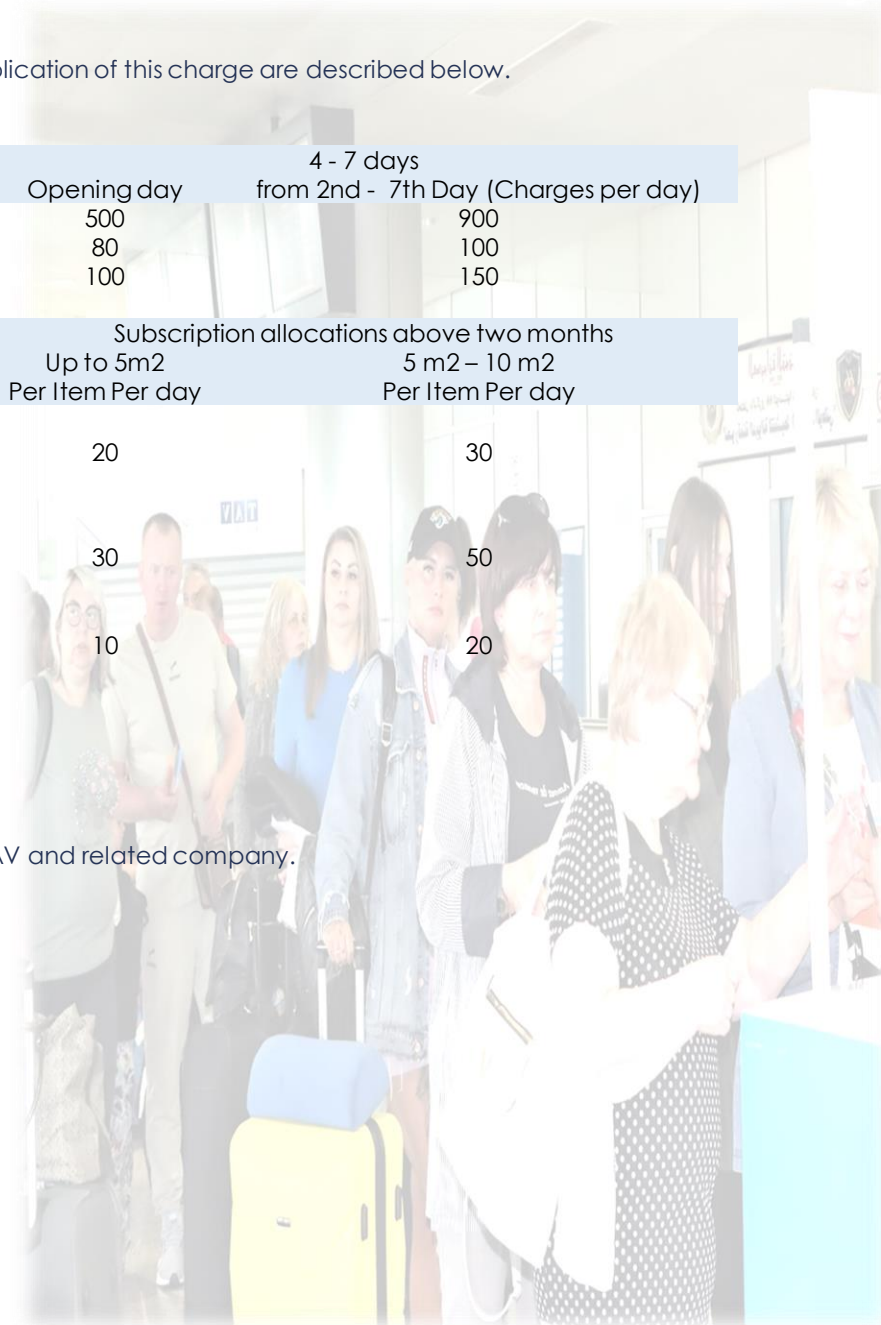 plication of this charge are described below.
4 - 7 days
Opening day from 2nd - 7th Day (Charges per day)
500 900
80 100
100 150
Subscription allocations above two months
Up to 5m2 5 m2 – 10 m2
Per Item Per day Per Item Per day
20 30
VAT
30 50
10 20
AV and related company.